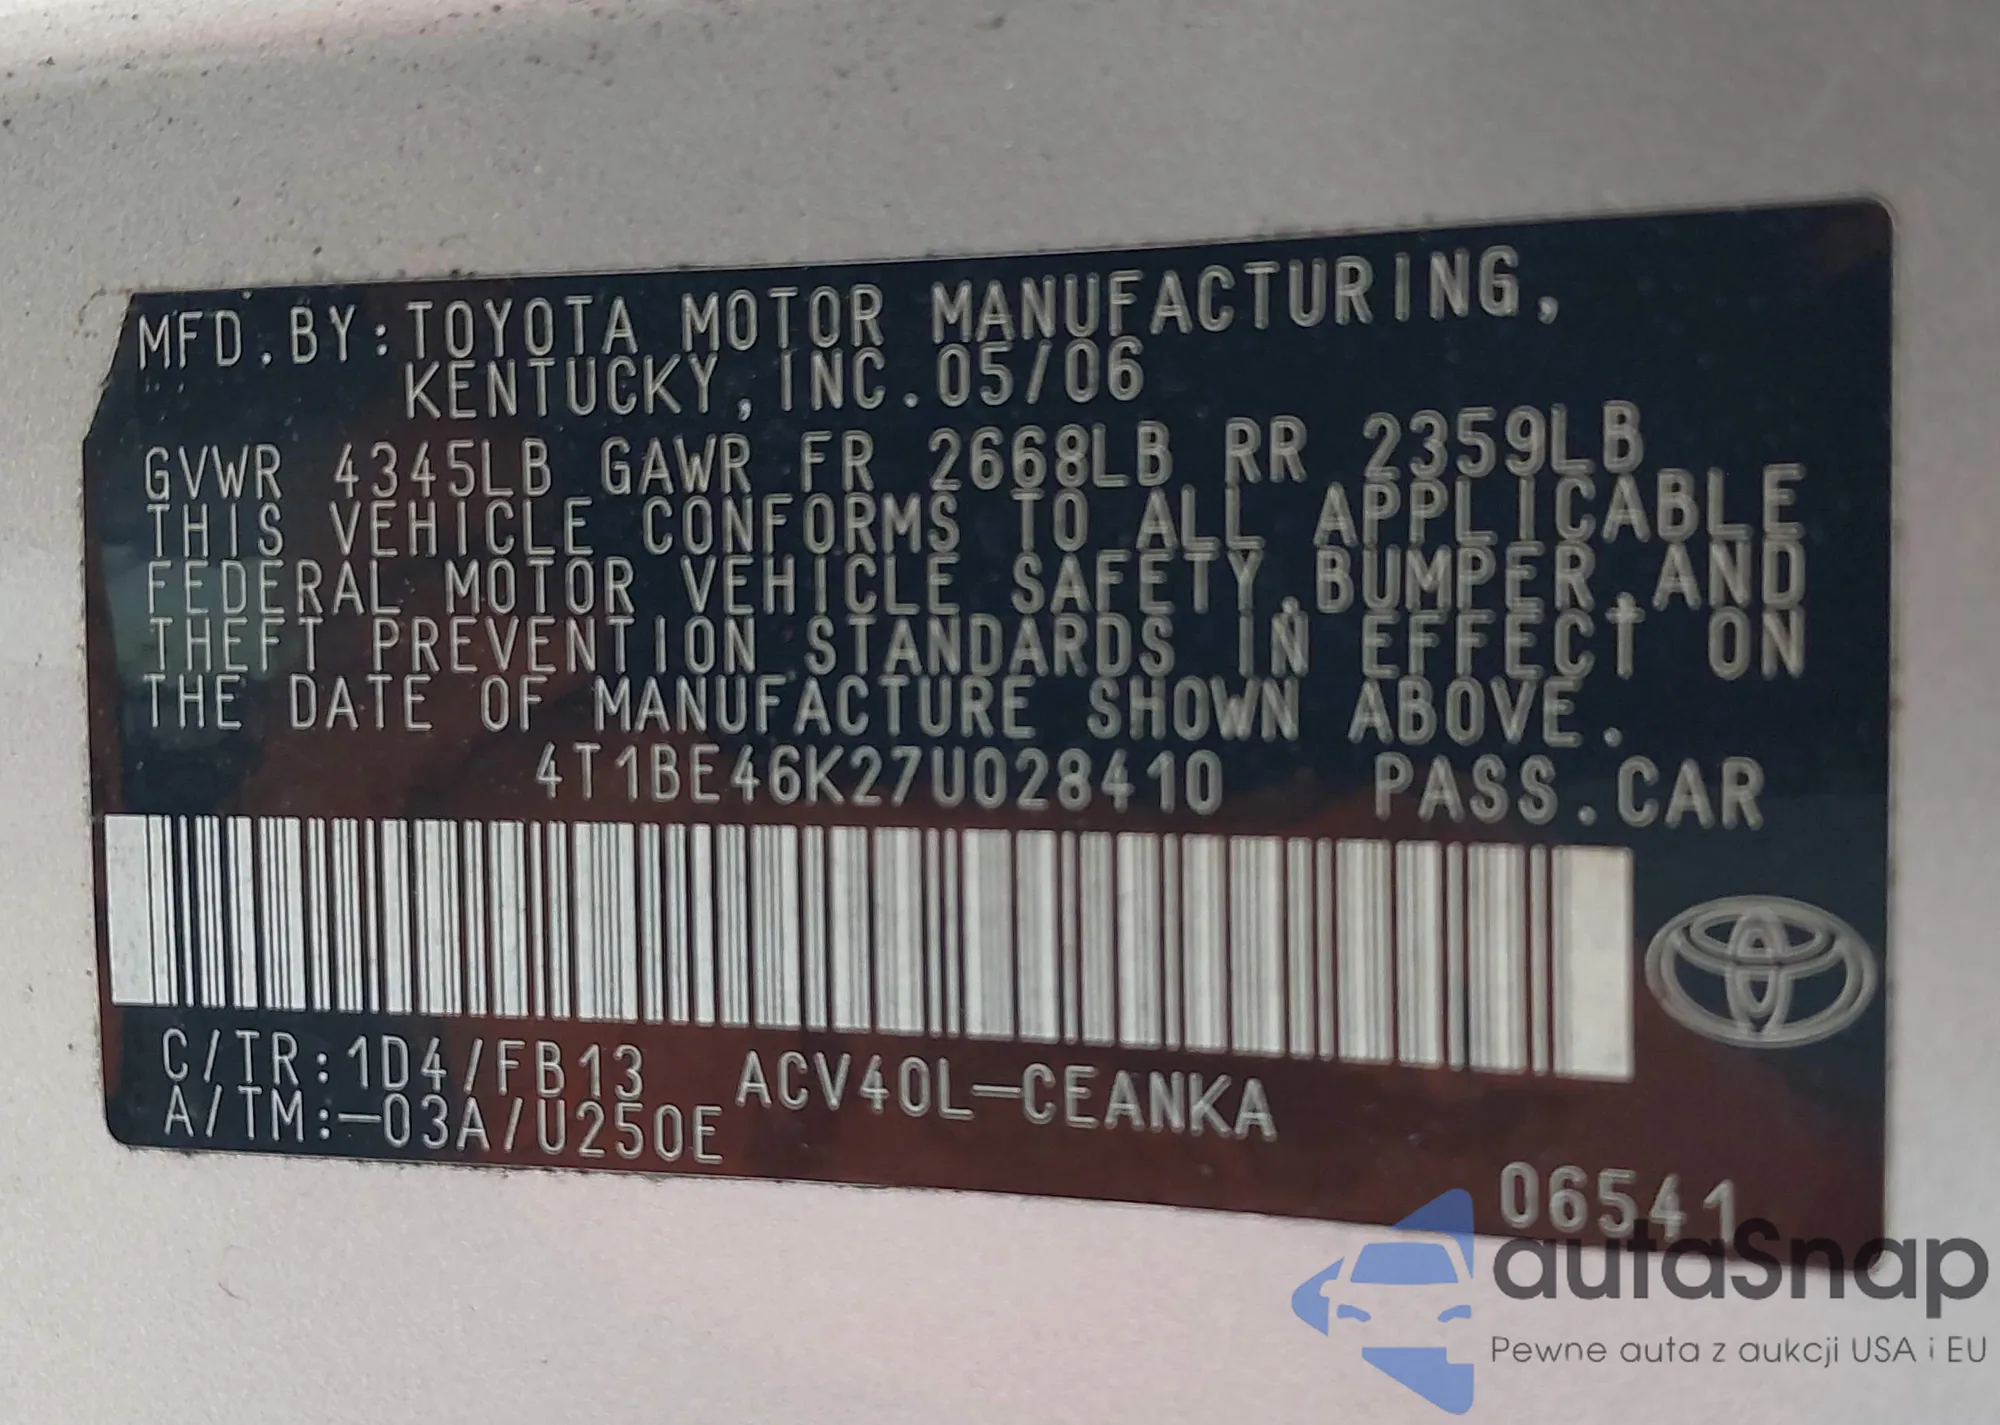 MFD.BY:TOYOTA MOTOR MANUFACTURING,
KENTUCKY,INC.05/06
GVWR 4345LB GAWR FR 2668LB RR 2359LB
THIS VEHICLE CONFORMS TO ALL APPLICABLE
FEDERAL MOTOR VEHICLE SAFETY,BUMPER,AND
THEFT PREVENTION STANDARDS IN EFFECT ON
THE DATE OF MANUFACTURE SHOWN ABOVE.
4T1BE46K27U028410 PASS.CAR
C/TR:1D4/FB13 ACV40L-CEANKA
A/TM:-03A/U250E
06541
autaSnap
Pewne auta z aukcji USA i EU